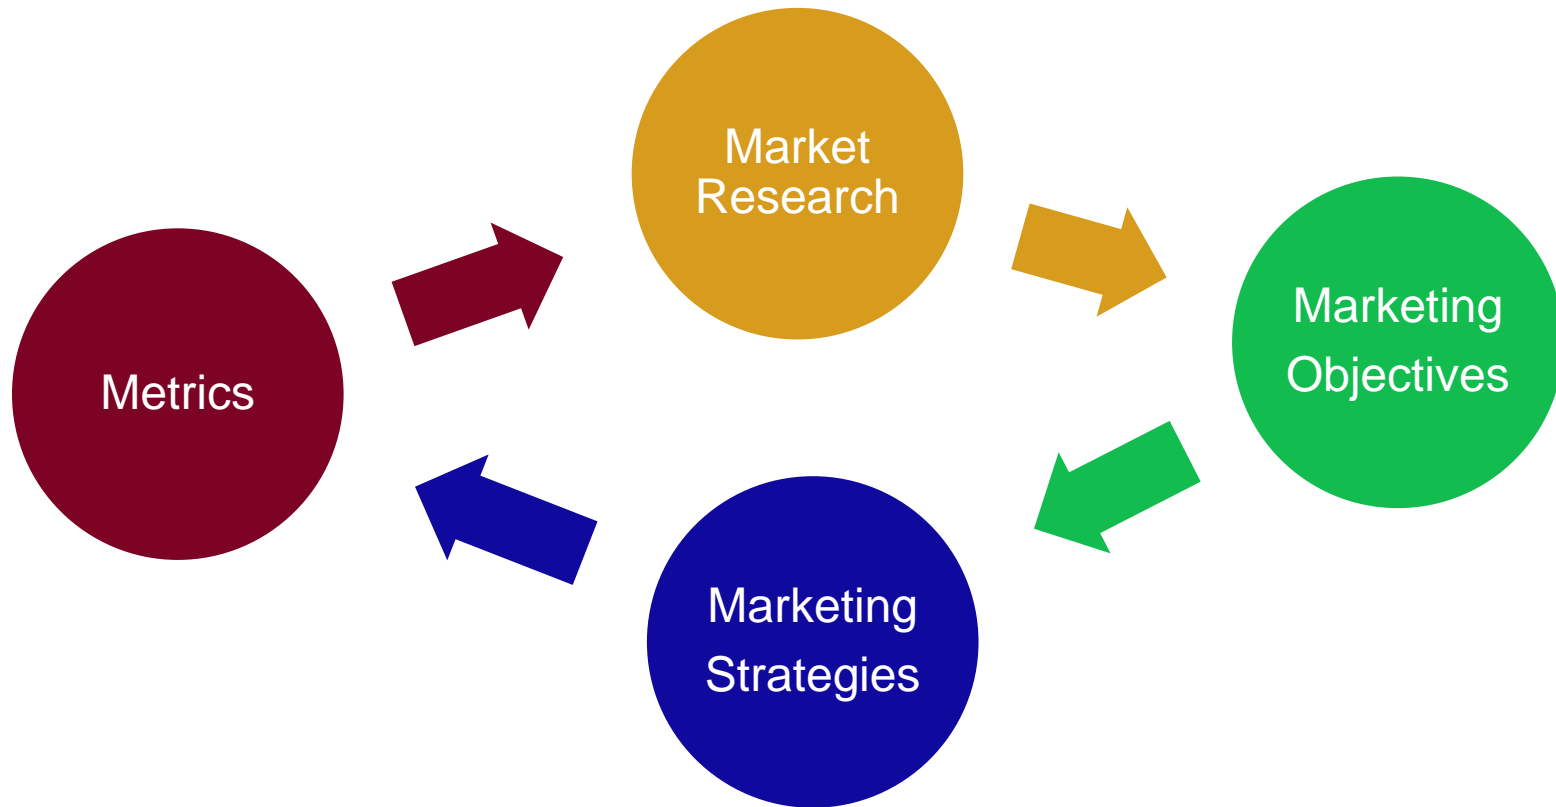 Market
Research
Marketing
Objectives
Metrics
Marketing
Strategies